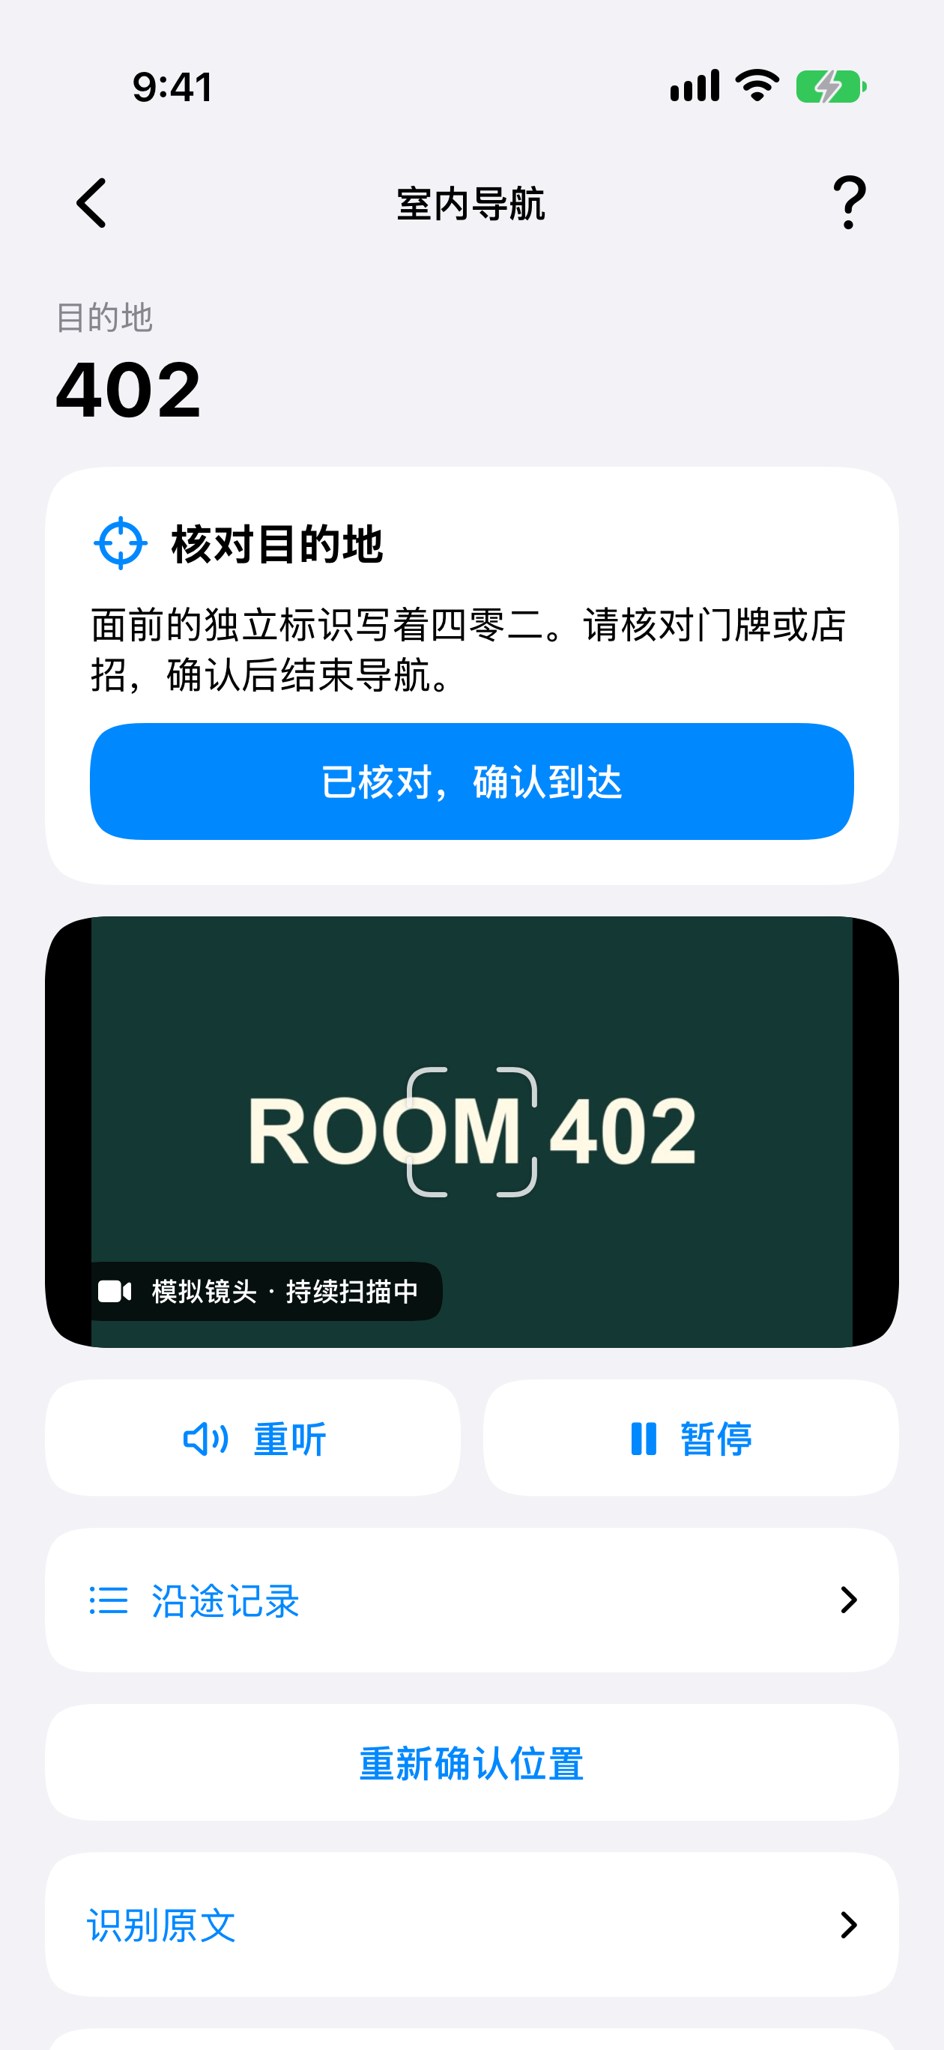 9:41
室内导航
目的地
402
核对目的地
面前的独立标识写着四零二。请核对门牌或店
招，确认后结束导航。
已核对，确认到达
ROOM 402
模拟镜头 · 持续扫描中
重听
暂停
沿途记录
重新确认位置
识别原文